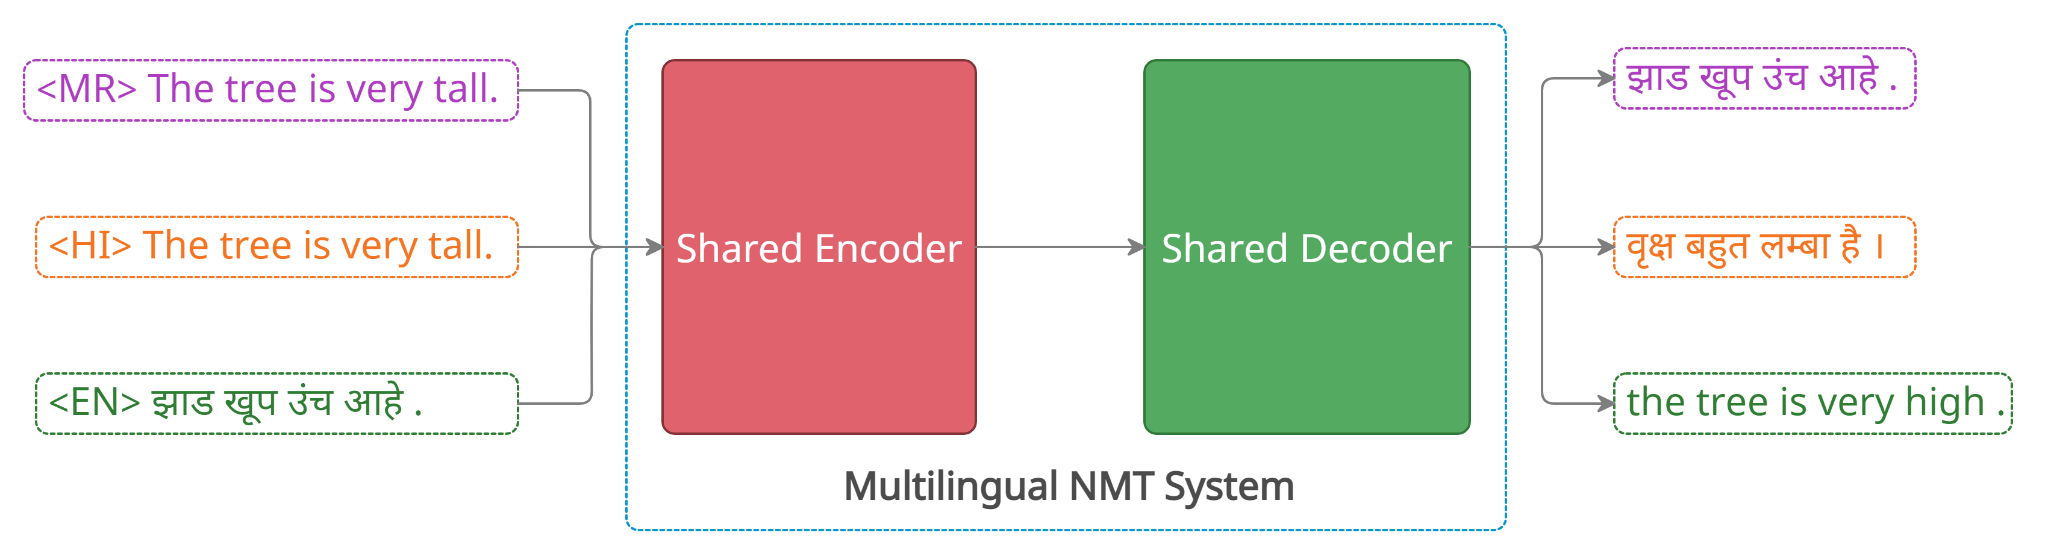 <MR> The tree is very tall.
<HI> The tree is very tall.
<EN> झाड खूप उंच आहे .
Shared Encoder
Shared Decoder
Multilingual NMT System
झाड खूप उंच आहे .
वृक्ष बहुत लम्बा है ।
the tree is very high .